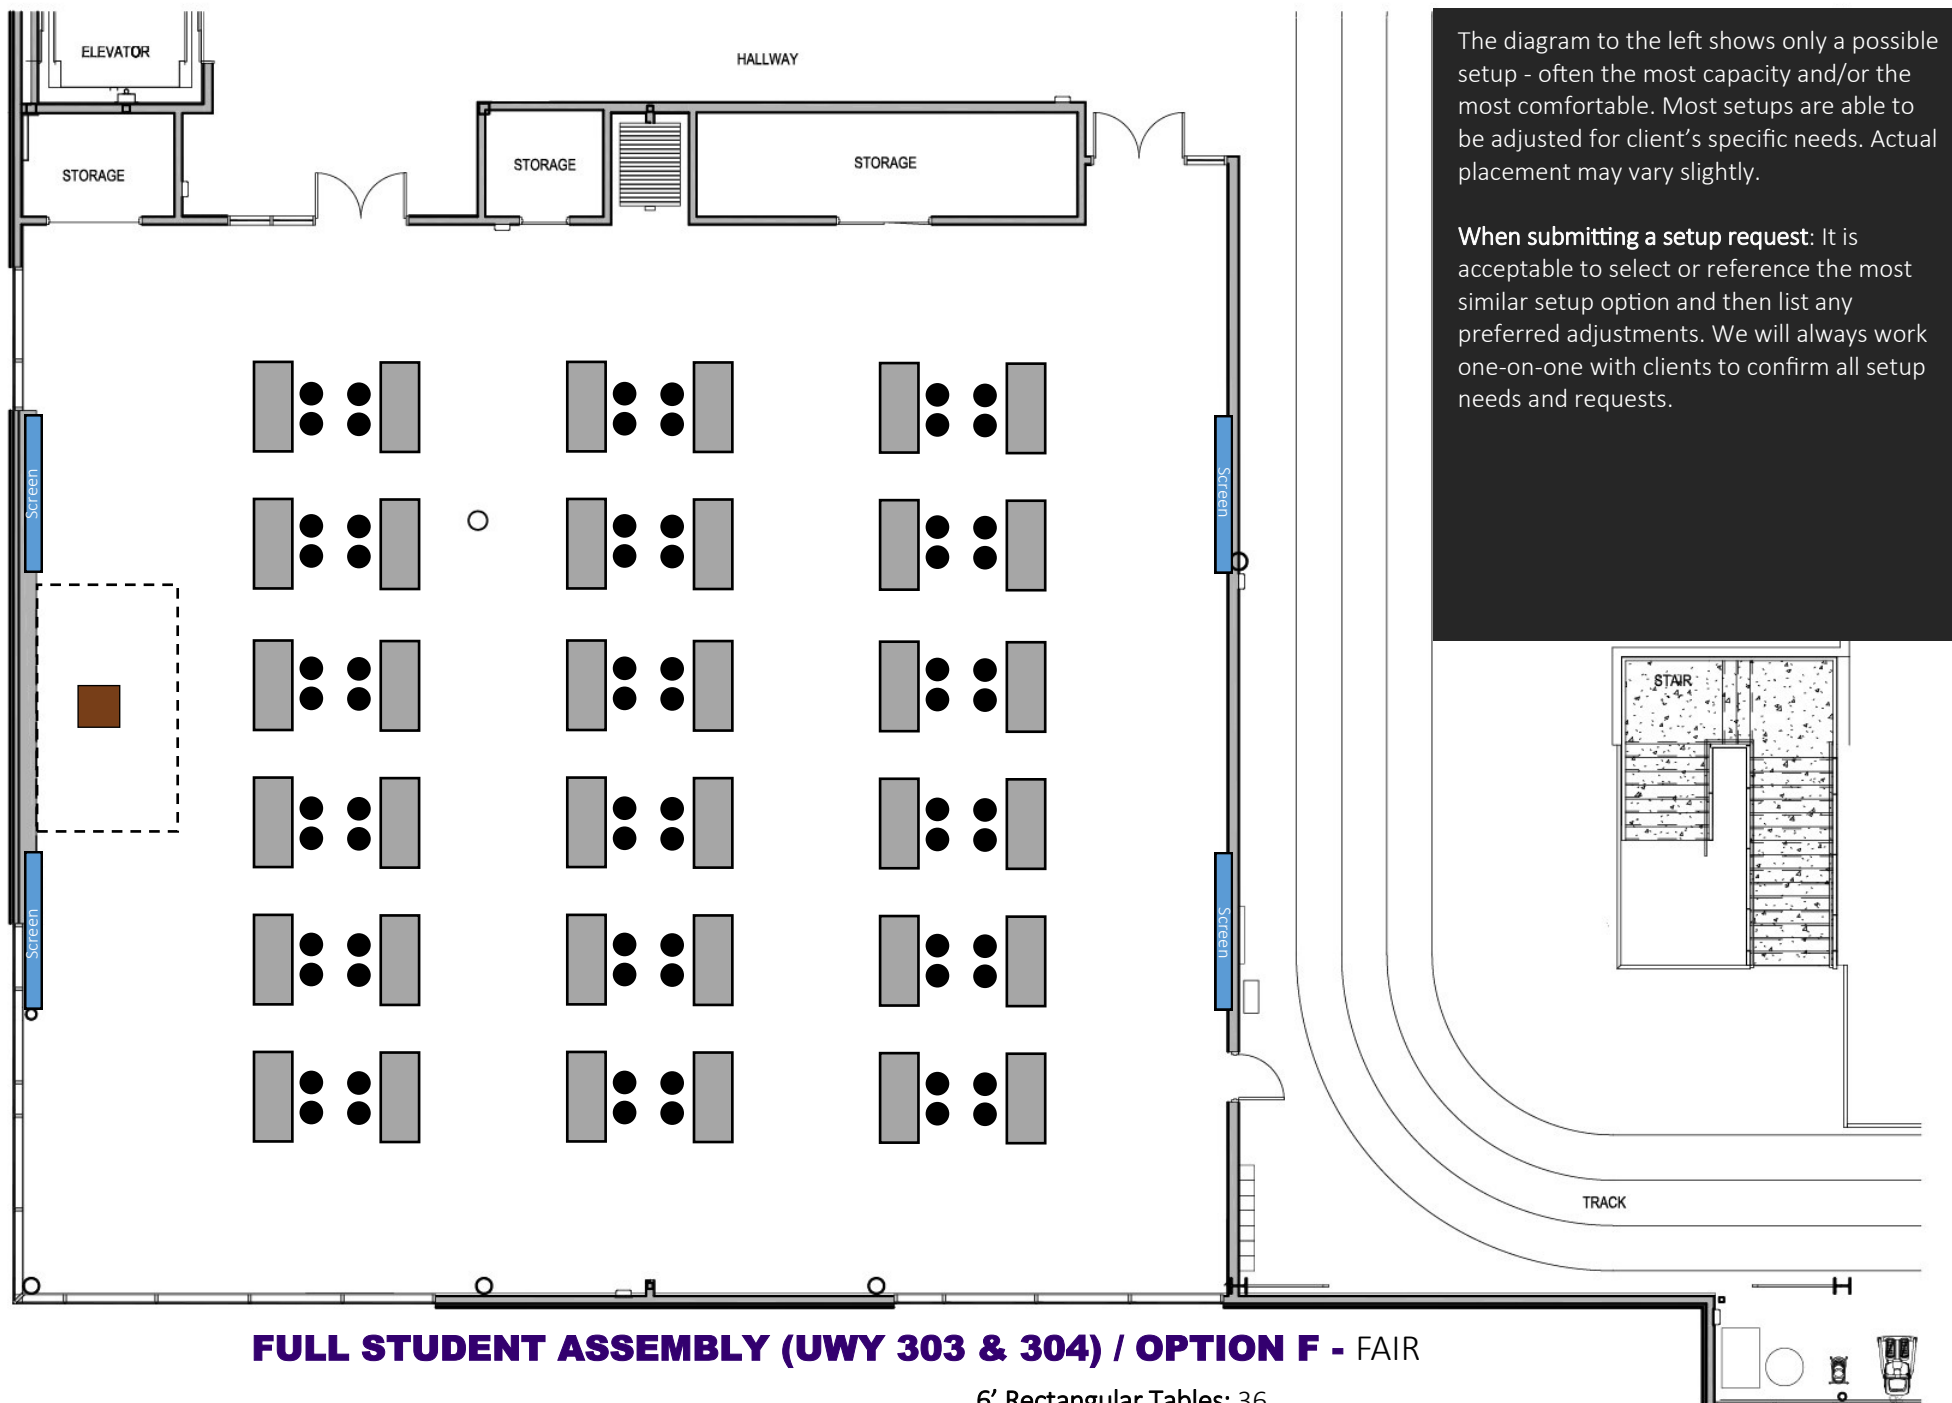 ELEVATOR
HALLWAY
STORAGE
STORAGE
STORAGE
The diagram to the left shows only a possible
setup - often the most capacity and/or the
most comfortable. Most setups are able to
be adjusted for client’s specific needs. Actual
placement may vary slightly.
When submitting a setup request: It is
acceptable to select or reference the most
similar setup option and then list any
preferred adjustments. We will always work
one-on-one with clients to confirm all setup
needs and requests.
Screen
Screen
Screen
Screen
STAIR
TRACK
FULL STUDENT ASSEMBLY (UWY 303 & 304) / OPTION F - FAIR
6’ Rectangular Tables: 36